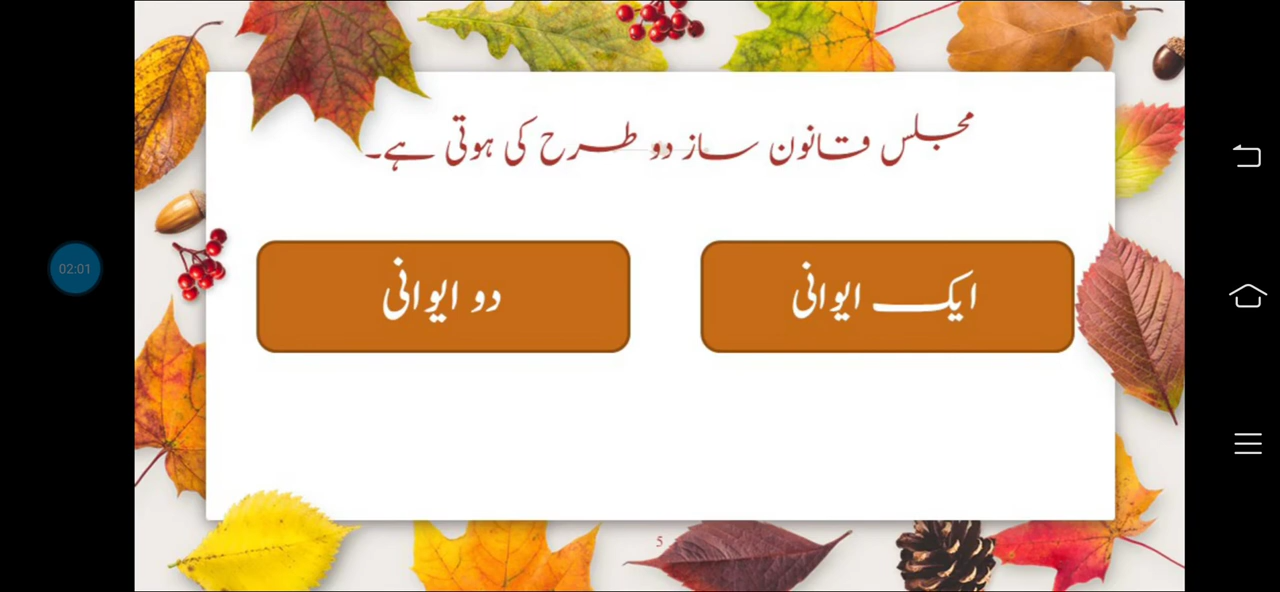 مجلس قانون ساز دو طرح کی ہوتی ہے۔
ایک ایوانی
دو ایوانی
02:01
5